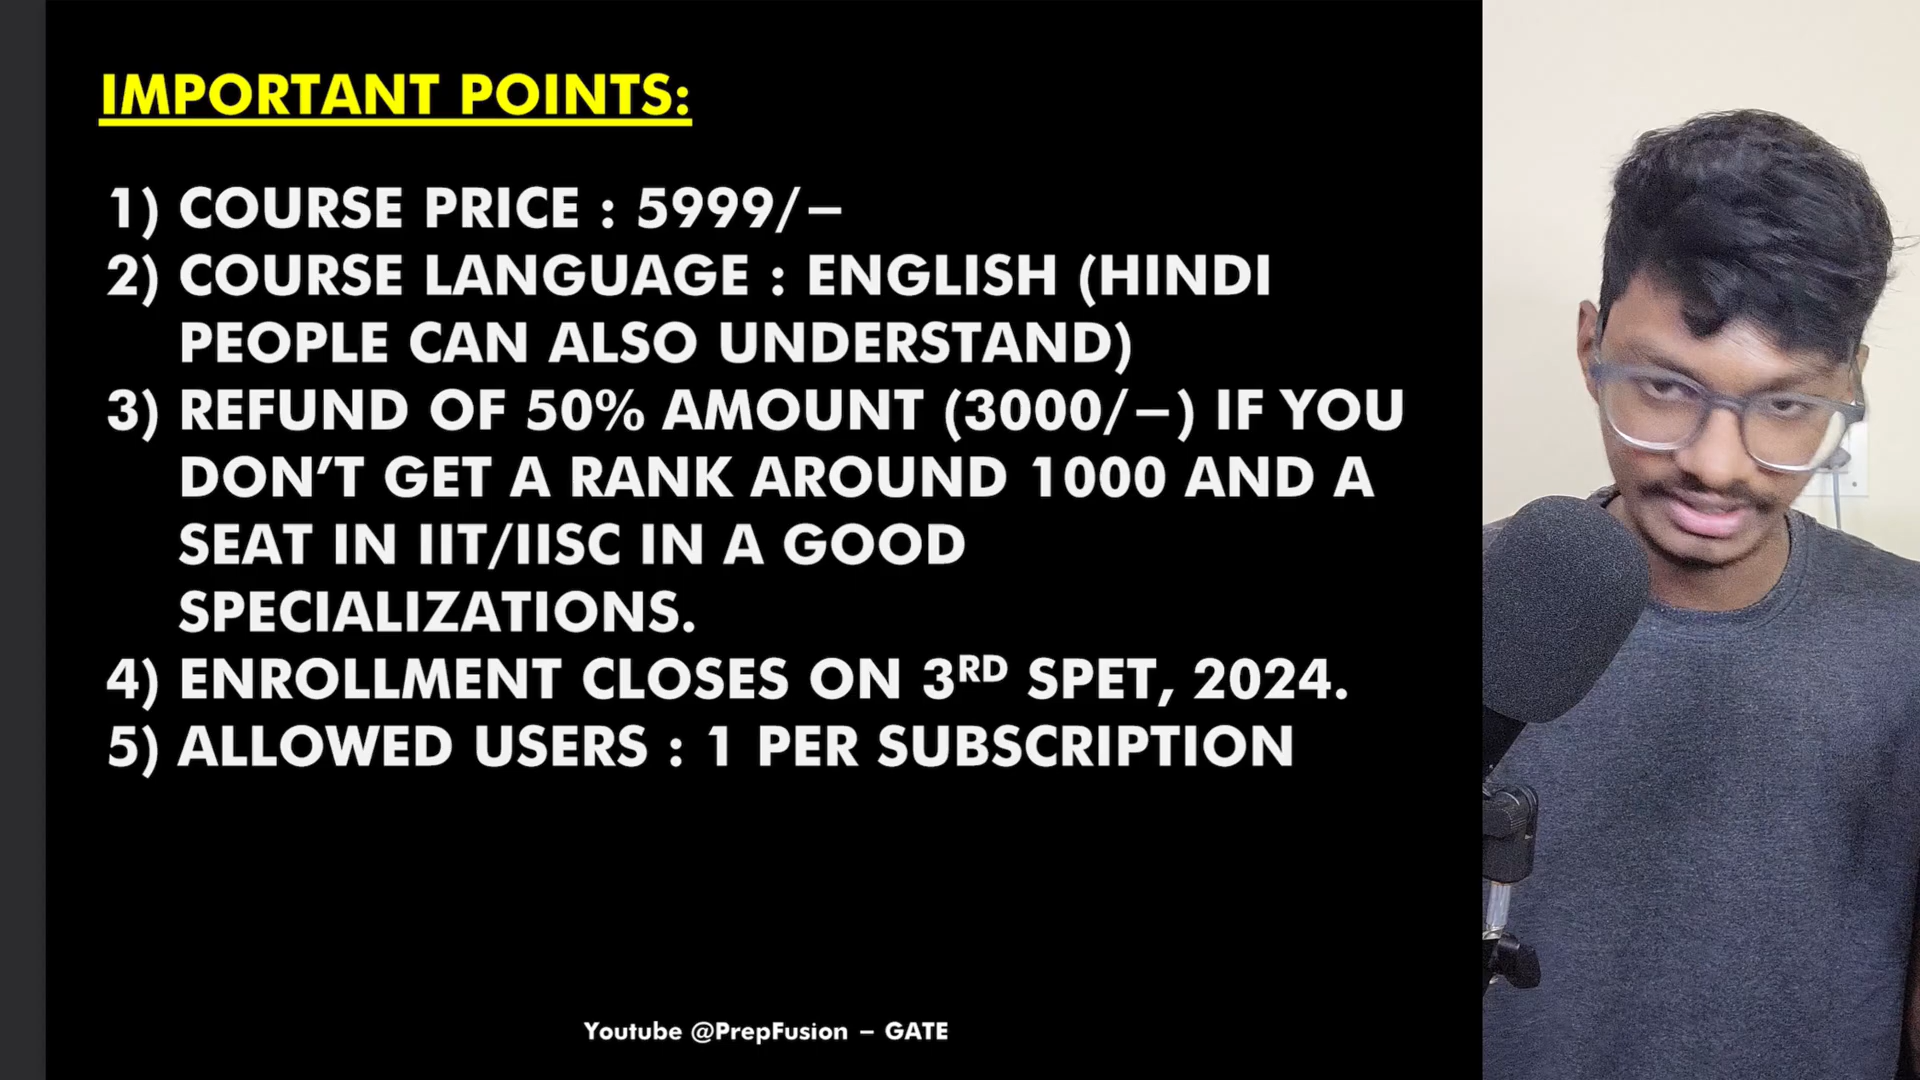 IMPORTANT POINTS:
1) COURSE PRICE : 5999/–
2) COURSE LANGUAGE : ENGLISH (HINDI
PEOPLE CAN ALSO UNDERSTAND)
3) REFUND OF 50% AMOUNT (3000/–) IF YOU
DON’T GET A RANK AROUND 1000 AND A
SEAT IN IIT/IISC IN A GOOD
SPECIALIZATIONS.
4) ENROLLMENT CLOSES ON 3RD SPET, 2024.
5) ALLOWED USERS : 1 PER SUBSCRIPTION
Youtube @PrepFusion – GATE